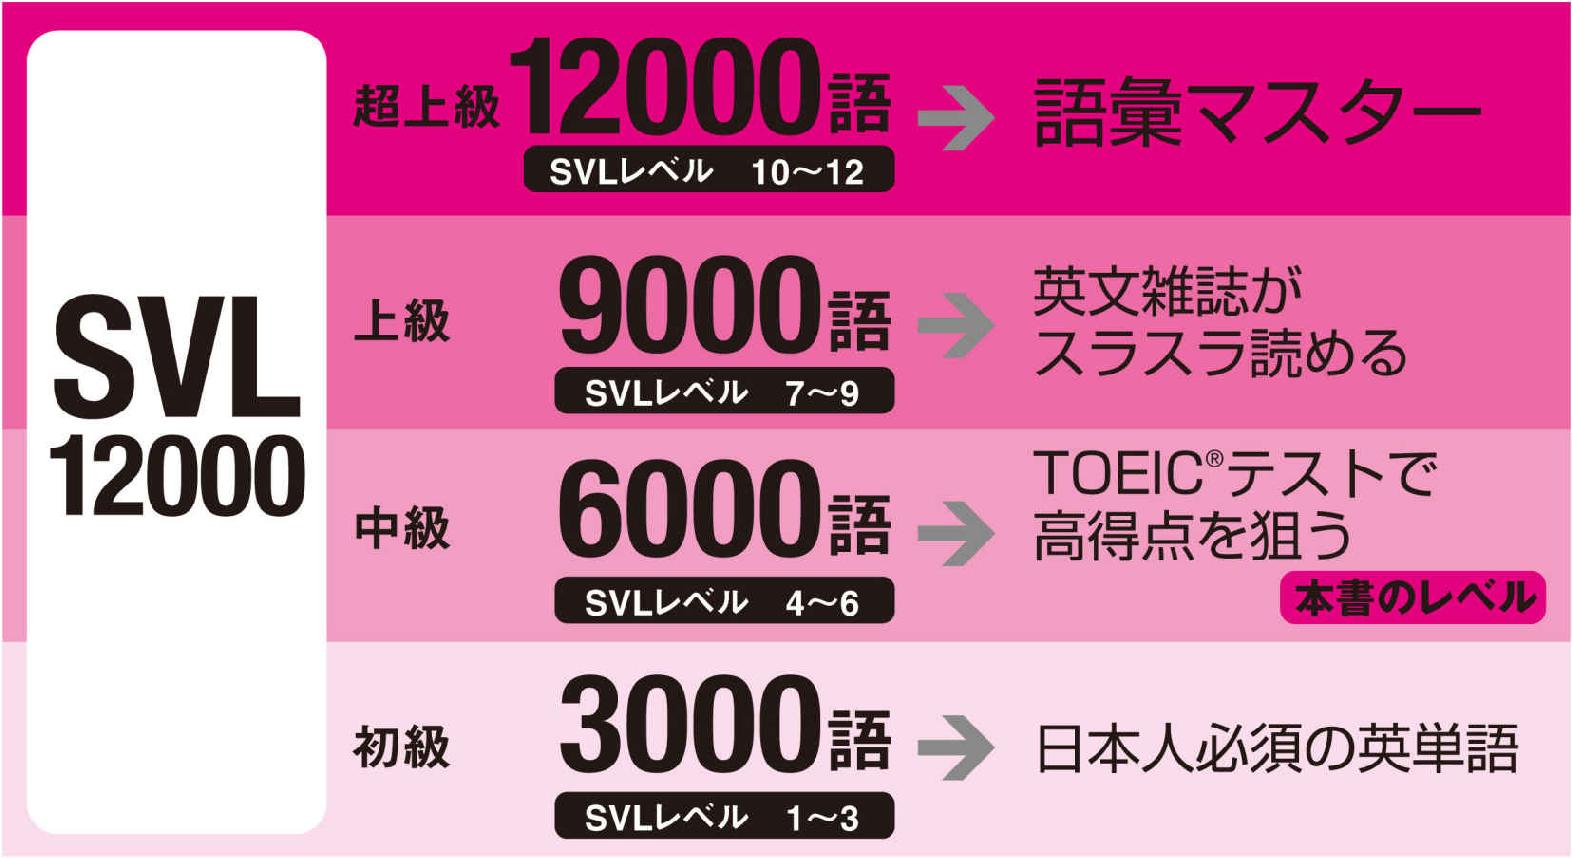 SVL
12000
超上級 12000語 語彙マスター
SVLレベル 10～12
上級 9000語 英文雑誌が
スラスラ読める
SVLレベル 7～9
中級 6000語 TOEIC®テストで
高得点を狙う
SVLレベル 4～6 本書のレベル
初級 3000語 日本人必須の英単語
SVLレベル 1～3